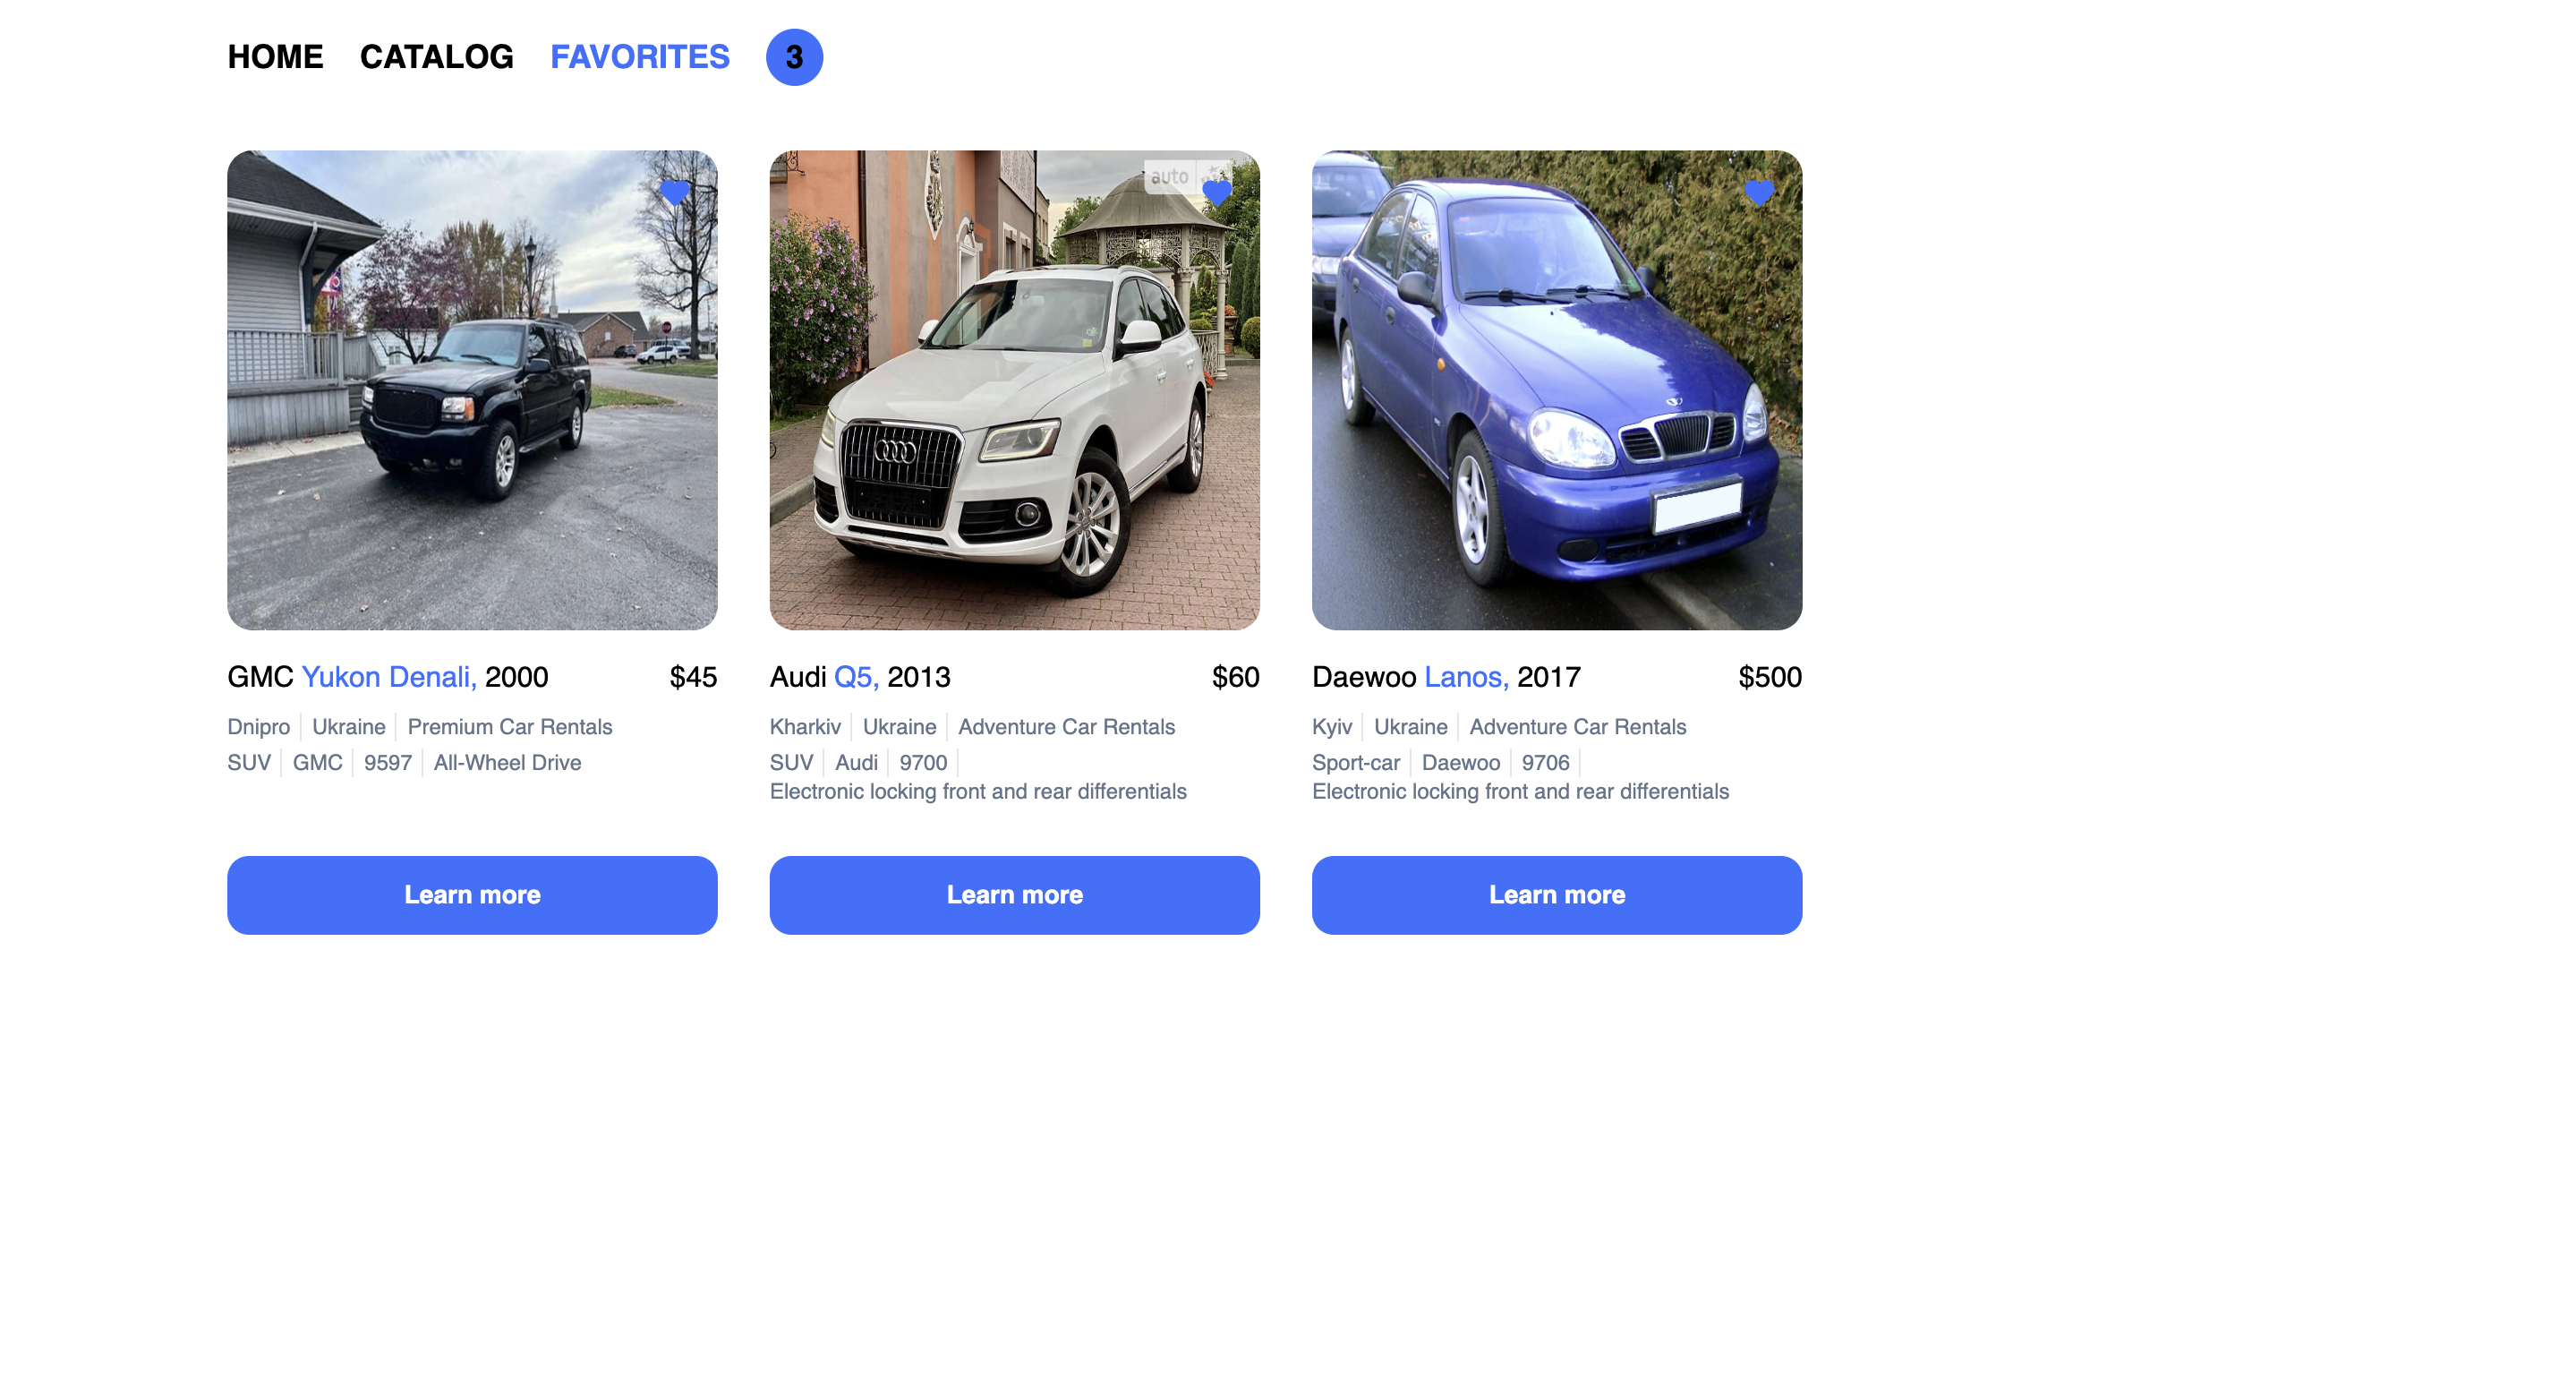 HOME CATALOG FAVORITES 3
auto
GMC Yukon Denali, 2000 $45
Dnipro Ukraine Premium Car Rentals
SUV GMC 9597 All-Wheel Drive
Learn more
Audi Q5, 2013 $60
Kharkiv Ukraine Adventure Car Rentals
SUV Audi 9700
Electronic locking front and rear differentials
Learn more
Daewoo Lanos, 2017 $500
Kyiv Ukraine Adventure Car Rentals
Sport-car Daewoo 9706
Electronic locking front and rear differentials
Learn more